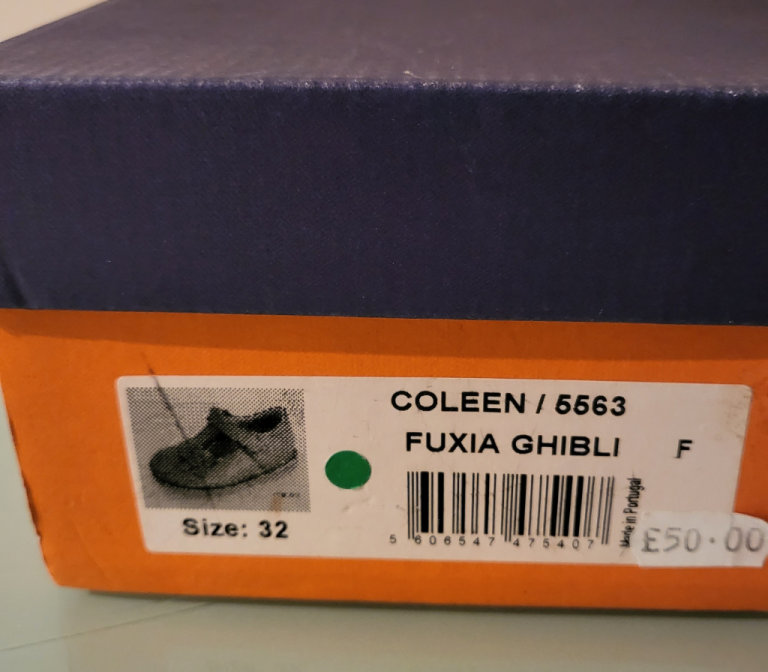 COLEEN / 5563
FUXIA GHIBLI F
Size: 32
5 606547 475407
Made in Portugal
£50.00